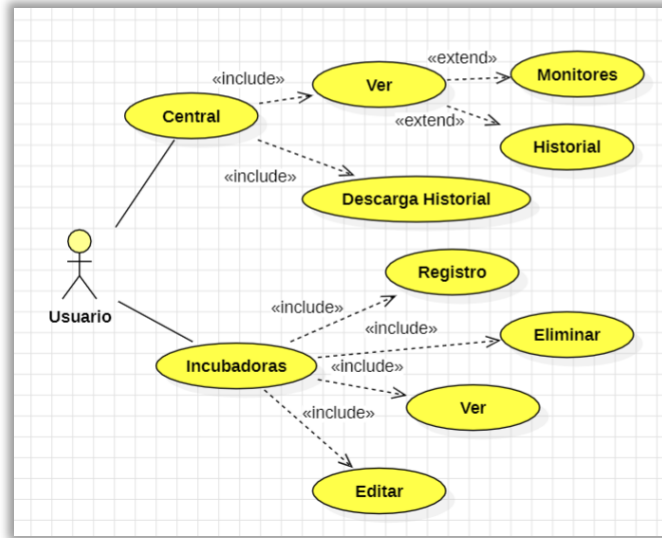 «extend»
Monitores
«include»
Ver
Central
«extend»
Historial
«include»
Descarga Historial
Usuario
Registro
«include»
«include»
Eliminar
Incubadoras
«include»
Ver
«include»
Editar